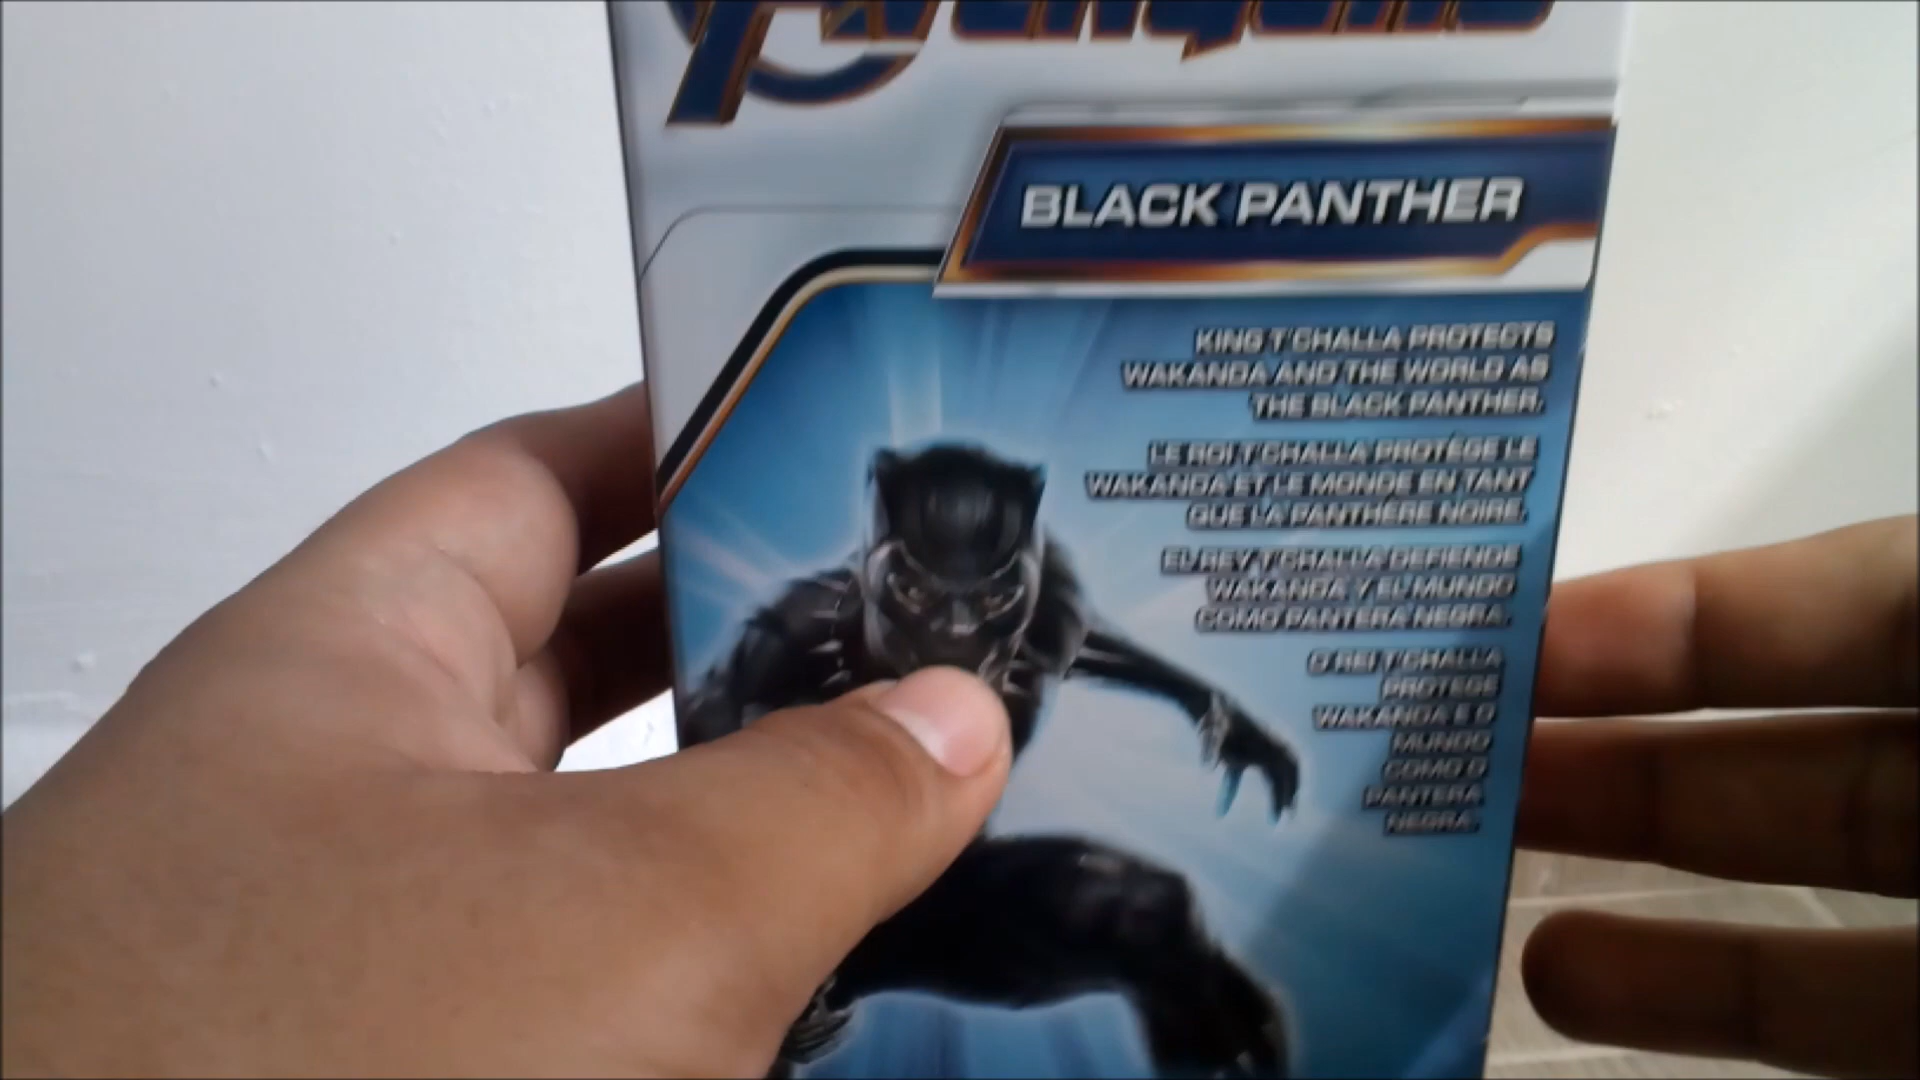 AVENGERS
BLACK PANTHER
KING T'CHALLA PROTECTS
WAKANDA AND THE WORLD AS
THE BLACK PANTHER.
LE ROI T'CHALLA PROTÈGE LE
WAKANDA ET LE MONDE EN TANT
QUE LA PANTHÈRE NOIRE.
EL REY T'CHALLA DEFIENDE
WAKANDA Y EL MUNDO
COMO PANTERA NEGRA.
O REI T'CHALLA
PROTEGE
WAKANDA E O
MUNDO
COMO O
PANTERA
NEGRA.